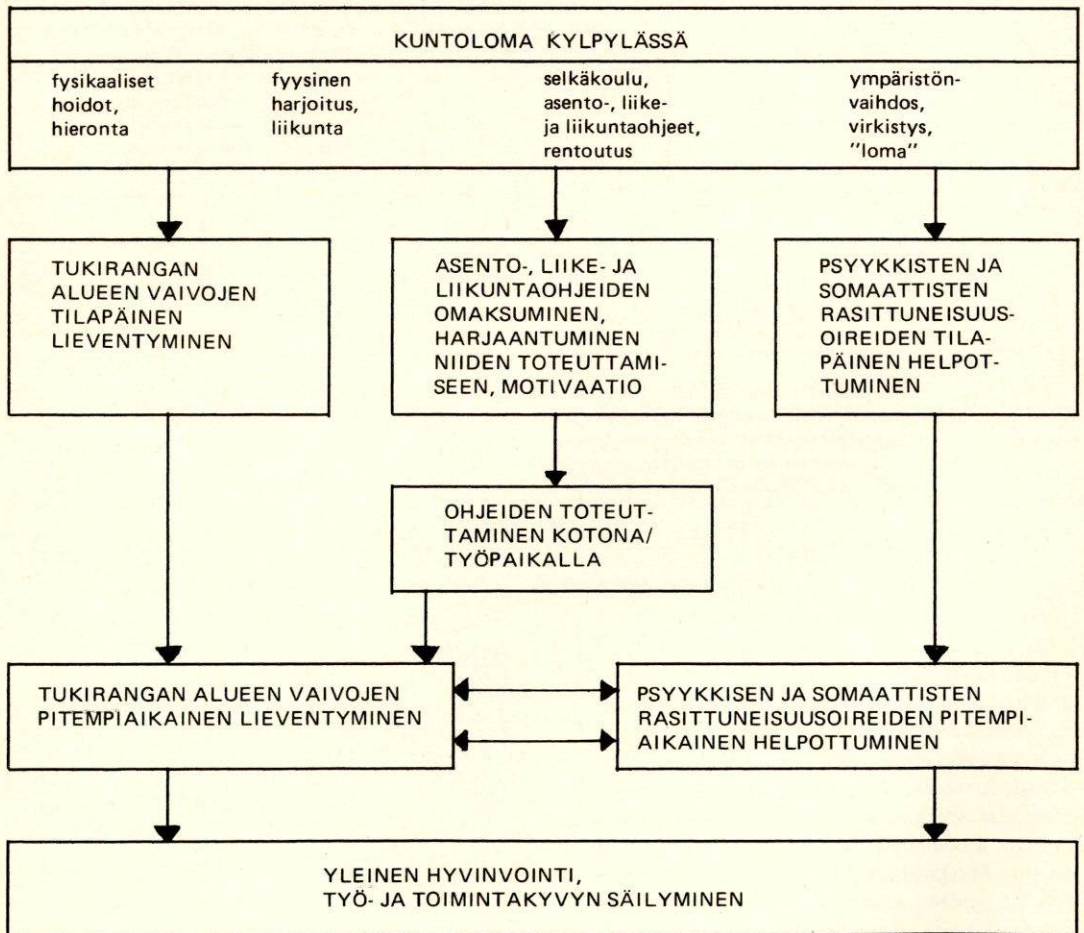 KUNTOLOMA KYLPYLÄSSÄ
fysikaaliset
hoidot,
hieronta
fyysinen
harjoitus,
liikunta
selkäkoulu,
asento-, liike-
ja liikuntaohjeet,
rentoutus
ympäristön-
vaihdos,
virkistys,
"loma"
TUKIRANGAN
ALUEEN VAIVOJEN
TILAPÄINEN
LIEVENTYMINEN
ASENTO-, LIIKE- JA
LIIKUNTAOHJEIDEN
OMAKSUMINEN,
HARJAANTUMINEN
NIIDEN TOTEUTTAMI-
SEEN, MOTIVAATIO
PSYYKKISTEN JA
SOMAATTISTEN
RASITTUNEISUUS-
OIREIDEN TILA-
PÄINEN HELPOT-
TUMINEN
OHJEIDEN TOTEUT-
TAMINEN KOTONA/
TYÖPAIKALLA
TUKIRANGAN ALUEEN VAIVOJEN
PITEMPIAIKAINEN LIEVENTYMINEN
PSYYKKISEN JA SOMAATTISTEN
RASITTUNEISUUSOIREIDEN PITEMPI-
AIKAINEN HELPOTTUMINEN
YLEINEN HYVINVOINTI,
TYÖ- JA TOIMINTAKYVYN SÄILYMINEN